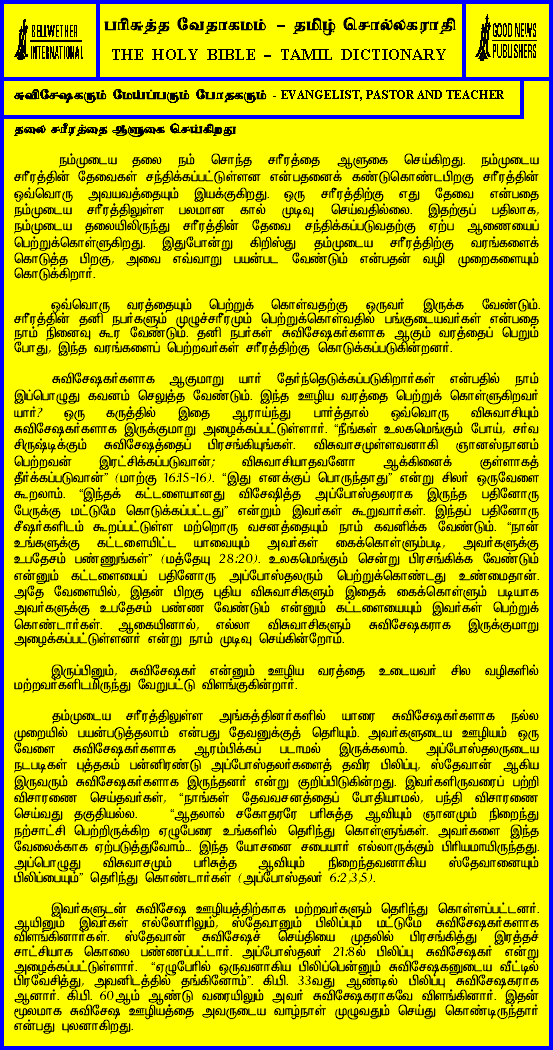 BELLWETHER
INTERNATIONAL
பரிசுத்த வேதாகமம் – தமிழ் சொல்லகராதி
THE HOLY BIBLE – TAMIL DICTIONARY
GOOD NEWS
PUBLISHERS
சுவிசேஷகரும் மேய்ப்பரும் போதகரும் - EVANGELIST, PASTOR AND TEACHER
தலை சரீரத்தை ஆளுகை செய்கிறது
நம்முடைய தலை நம் சொந்த சரீரத்தை ஆளுகை செய்கிறது. நம்முடைய
சரீரத்தின் தேவைகள் சந்திக்கப்பட்டுள்ளன என்பதனைக் கண்டுகொண்டபிறகு சரீரத்தின்
ஒவ்வொரு அவயவத்தையும் இயக்குகிறது. ஒரு சரீரத்திற்கு எது தேவை என்பதை
நம்முடைய சரீரத்திலுள்ள பலமான கால் முடிவு செய்வதில்லை. இதற்குப் பதிலாக,
நம்முடைய தலையிலிருந்து சரீரத்தின் தேவை சந்திக்கப்படுவதற்கு ஏற்ப ஆணையைப்
பெற்றுக்கொள்ளுகிறது. இதுபோன்று கிறிஸ்து தம்முடைய சரீரத்திற்கு வரங்களைக்
கொடுத்த பிறகு, அவை எவ்வாறு பயன்பட வேண்டும் என்பதன் வழி முறைகளையும்
கொடுக்கிறார்.
ஒவ்வொரு வரத்தையும் பெற்றுக் கொள்வதற்கு ஒருவர் இருக்க வேண்டும்.
சரீரத்தின் தனி நபர்களும் முழுச்சரீரமும் பெற்றுக்கொள்வதில் பங்குடையவர்கள் என்பதை
நாம் நினைவு கூர வேண்டும். தனி நபர்கள் சுவிசேஷகர்களாக ஆகும் வரத்தைப் பெறும்
போது, இந்த வரங்களைப் பெற்றவர்கள் சரீரத்திற்கு கொடுக்கப்படுகின்றனர்.
சுவிசேஷகர்களாக ஆகுமாறு யார் தேர்ந்தெடுக்கப்படுகிறார்கள் என்பதில் நாம்
இப்பொழுது கவனம் செலுத்த வேண்டும். இந்த ஊழிய வரத்தை பெற்றுக் கொள்ளுகிறவர்
யார்? ஒரு கருத்தில் இதை ஆராய்ந்து பார்த்தால் ஒவ்வொரு விசுவாசியும்
சுவிசேஷகர்களாக இருக்குமாறு அழைக்கப்பட்டுள்ளார். “நீங்கள் உலகமெங்கும் போய், சர்வ
சிருஷ்டிக்கும் சுவிசேஷத்தைப் பிரசங்கியுங்கள். விசுவாசமுள்ளவனாகி ஞானஸ்நானம்
பெற்றவன் இரட்சிக்கப்படுவான்; விசுவாசியாதவனோ ஆக்கினைக் குள்ளாகத்
தீர்க்கப்படுவான்” (மாற்கு 16:15-16). “இது எனக்குப் பொருந்தாது” என்று சிலர் ஒருவேளை
கூறலாம். “இந்தக் கட்டளையானது விசேஷித்த அப்போஸ்தலராக இருந்த பதினோரு
பேருக்கு மட்டுமே கொடுக்கப்பட்டது” என்றும் இவர்கள் கூறுவார்கள். இந்தப் பதினோரு
சீஷர்களிடம் கூறப்பட்டுள்ள மற்றொரு வசனத்தையும் நாம் கவனிக்க வேண்டும். “நான்
உங்களுக்கு கட்டளையிட்ட யாவையும் அவர்கள் கைக்கொள்ளும்படி, அவர்களுக்கு
உபதேசம் பண்ணுங்கள்” (மத்தேயு 28:20). உலகமெங்கும் சென்று பிரசங்கிக்க வேண்டும்
என்னும் கட்டளையைப் பதினோரு அப்போஸ்தலரும் பெற்றுக்கொண்டது உண்மைதான்.
அதே வேளையில், இதன் பிறகு புதிய விசுவாசிகளும் இதைக் கைக்கொள்ளும் படியாக
அவர்களுக்கு உபதேசம் பண்ண வேண்டும் என்னும் கட்டளையையும் இவர்கள் பெற்றுக்
கொண்டார்கள். ஆகையினால், எல்லா விசுவாசிகளும் சுவிசேஷகராக இருக்குமாறு
அழைக்கப்பட்டுள்ளனர் என்று நாம் முடிவு செய்கின்றோம்.
இருப்பினும், சுவிசேஷகர் என்னும் ஊழிய வரத்தை உடையவர் சில வழிகளில்
மற்றவர்களிடமிருந்து வேறுபட்டு விளங்குகின்றார்.
தம்முடைய சரீரத்திலுள்ள அங்கத்தினர்களில் யாரை சுவிசேஷகர்களாக நல்ல
முறையில் பயன்படுத்தலாம் என்பது தேவனுக்குத் தெரியும். அவர்களுடைய ஊழியம் ஒரு
வேளை சுவிசேஷகர்களாக ஆரம்பிக்கப் படாமல் இருக்கலாம். அப்போஸ்தலருடைய
நடபடிகள் புத்தகம் பன்னிரண்டு அப்போஸ்தலர்களைத் தவிர பிலிப்பு, ஸ்தேவான் ஆகிய
இருவரும் சுவிசேஷகர்களாக இருந்தனர் என்று குறிப்பிடுகின்றது. இவர்களிருவரைப் பற்றி
விசாரணை செய்தவர்கள், “நாங்கள் தேவவசனத்தைப் போதியாமல், பந்தி விசாரணை
செய்வது தகுதியல்ல. “ஆதலால் சகோதரரே பரிசுத்த ஆவியும் ஞானமும் நிறைந்து
நற்சாட்சி பெற்றிருக்கிற ஏழுபேரை உங்களில் தெரிந்து கொள்ளுங்கள். அவர்களை இந்த
வேலைக்காக ஏற்படுத்துவோம்... இந்த யோசனை சபையார் எல்லாருக்கும் பிரியமாயிருந்தது.
அப்பொழுது விசுவாசமும் பரிசுத்த ஆவியும் நிறைந்தவனாகிய ஸ்தேவானையும்
பிலிப்பையும்” தெரிந்து கொண்டார்கள் (அப்போஸ்தலர் 6:2,3,5).
இவர்களுடன் சுவிசேஷ ஊழியத்திற்காக மற்றவர்களும் தெரிந்து கொள்ளப்பட்டனர்.
ஆயினும் இவர்கள் எல்லோரிலும், ஸ்தேவானும் பிலிப்பும் மட்டுமே சுவிசேஷகர்களாக
விளங்கினார்கள். ஸ்தேவான் சுவிசேஷச் செய்தியை முதலில் பிரசங்கித்து இரத்தச்
சாட்சியாக கொலை பண்ணப்பட்டார். அப்போஸ்தலர் 21:8ல் பிலிப்பு சுவிசேஷகர் என்று
அழைக்கப்பட்டுள்ளார். “ஏழுபேரில் ஒருவனாகிய பிலிப்பென்னும் சுவிசேஷகனுடைய வீட்டில்
பிரவேசித்து, அவனிடத்தில் தங்கினோம்”. கி.பி. 33வது ஆண்டில் பிலிப்பு சுவிசேஷகராக
ஆனார். கி.பி. 60ஆம் ஆண்டு வரையிலும் அவர் சுவிசேஷகராகவே விளங்கினார். இதன்
மூலமாக சுவிசேஷ ஊழியத்தை அவருடைய வாழ்நாள் முழுவதும் செய்து கொண்டிருந்தார்
என்பது புலனாகிறது.